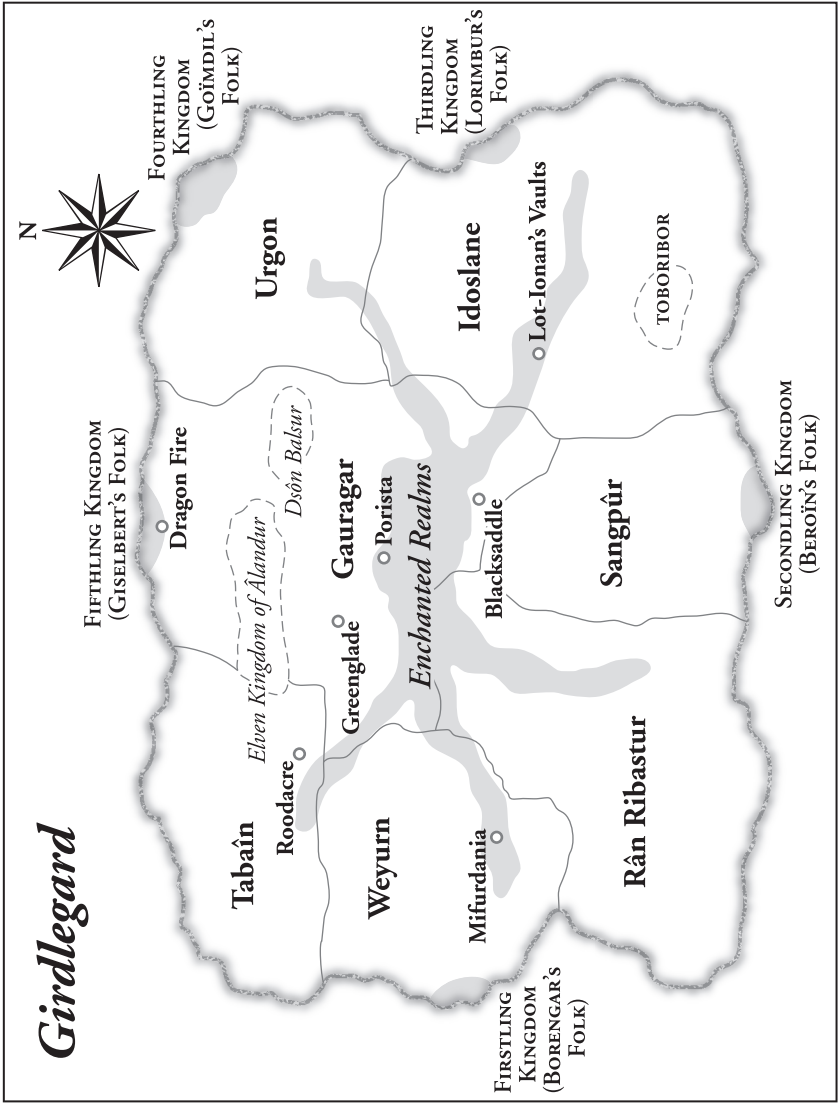 Girdlegard
N
Fifthling Kingdom
(Giselbert's Folk)
Fourthling
Kingdom
(Goïmdil's
Folk)
Dragon Fire
Tabaîn
Elven Kingdom of Âlandur
Dsôn Balsur
Urgon
Roodacre
Greenglade
Gauragar
Porista
Weyurn
Enchanted Realms
Idoslane
Thirdling
Kingdom
(Lorimbur's
Folk)
Mifurdania
Blacksaddle
Lot-Ionan's Vaults
Firstling
Kingdom
(Borengar's
Folk)
Rân Ribastur
Sangpûr
Toboribor
Secondling Kingdom
(Beroïn's Folk)